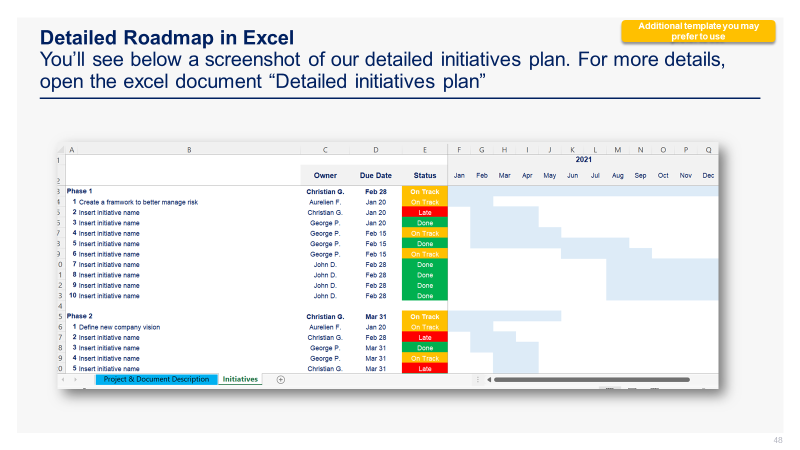 Additional template you may
prefer to use
Detailed Roadmap in Excel
You'll see below a screenshot of our detailed initiatives plan. For more details,
open the excel document “Detailed initiatives plan”
A B C D E F G H I J K L M N O P Q
1 2021
2 Owner Due Date Status Jan Feb Mar Apr May Jun Jul Aug Sep Oct Nov Dec
3 Phase 1 Christian G. Feb 28 On Track
4 1 Create a framwork to better manage risk Aurelien F. Jan 20 On Track
5 2 Insert initiative name Christian G. Jan 20 Late
6 3 Insert initiative name George P. Jan 20 Done
7 4 Insert initiative name George P. Feb 15 On Track
8 5 Insert initiative name George P. Feb 15 Done
9 6 Insert initiative name George P. Feb 15 On Track
0 7 Insert initiative name John D. Feb 28 Done
1 8 Insert initiative name John D. Feb 28 Done
2 9 Insert initiative name John D. Feb 28 Done
3 10 Insert initiative name John D. Feb 28 Done
4
5 Phase 2 Christian G. Mar 31 On Track
6 1 Define new company vision Aurelien F. Jan 20 On Track
7 2 Insert initiative name Christian G. Feb 28 Late
8 3 Insert initiative name George P. Mar 31 Done
9 4 Insert initiative name George P. Mar 31 On Track
0 5 Insert initiative name Christian G. Mar 31 Late
Project & Document Description Initiatives
48